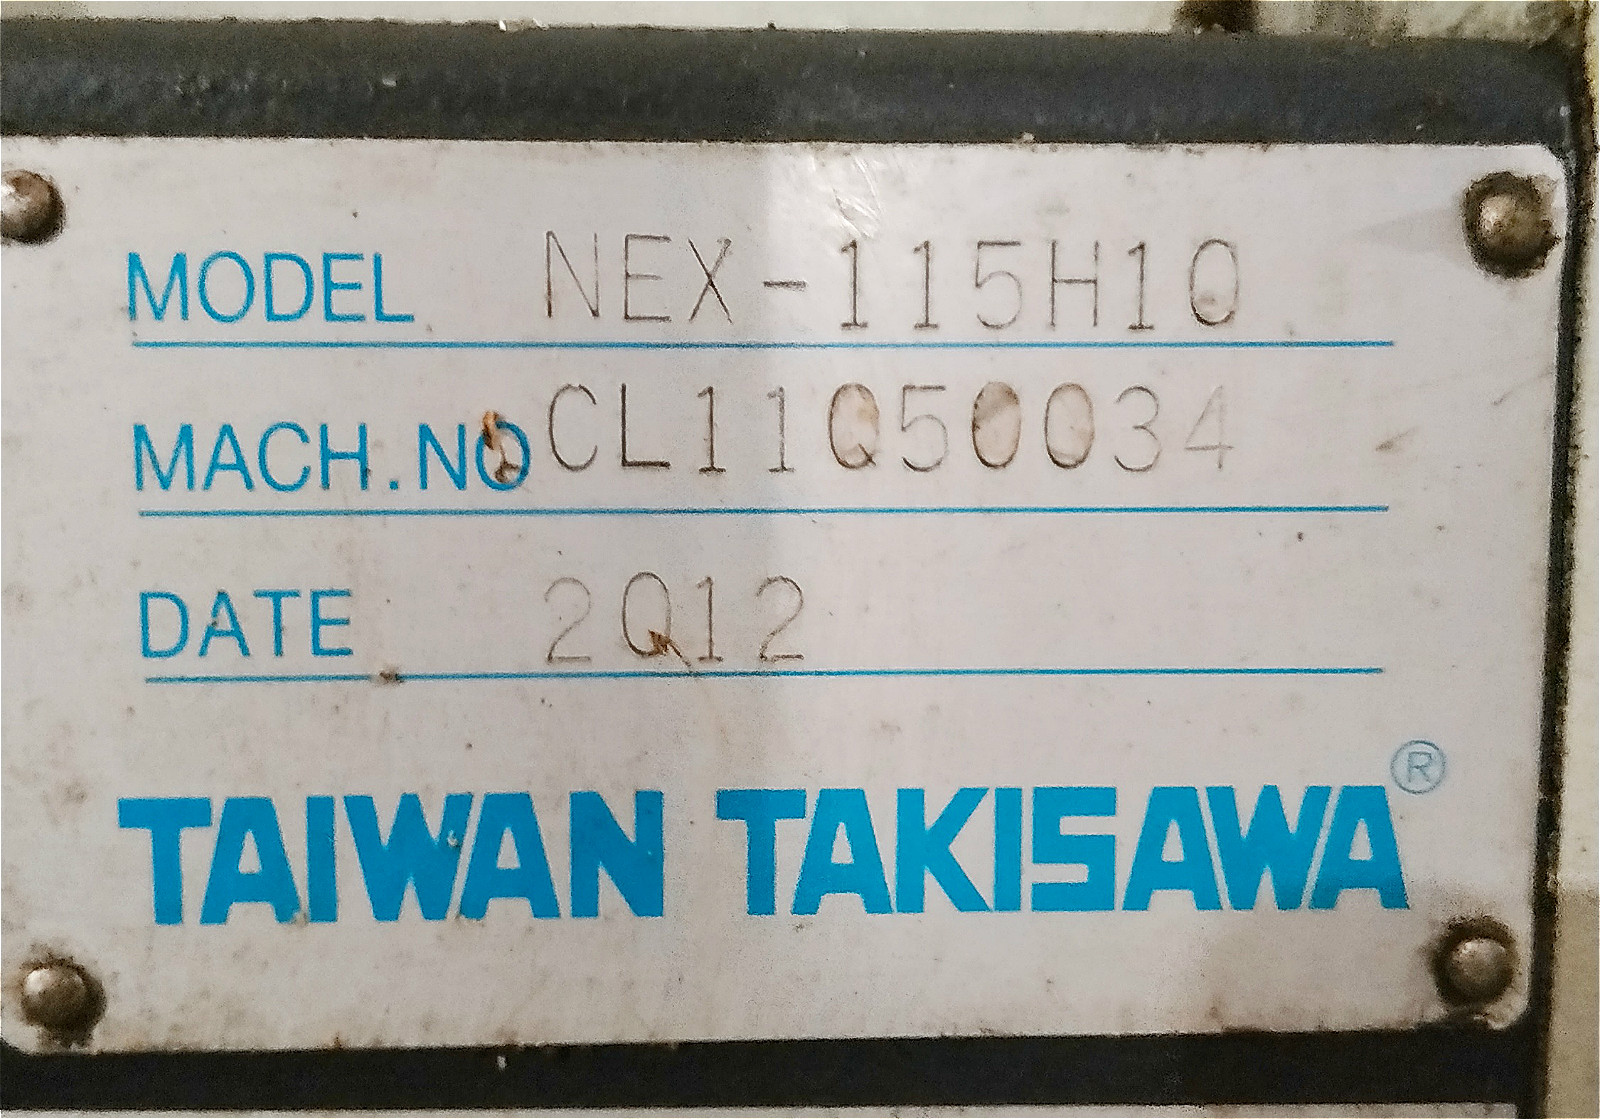 MODEL NEX-115H10
MACH.NO CL11Q50034
DATE 2012
TAIWAN TAKISAWA®